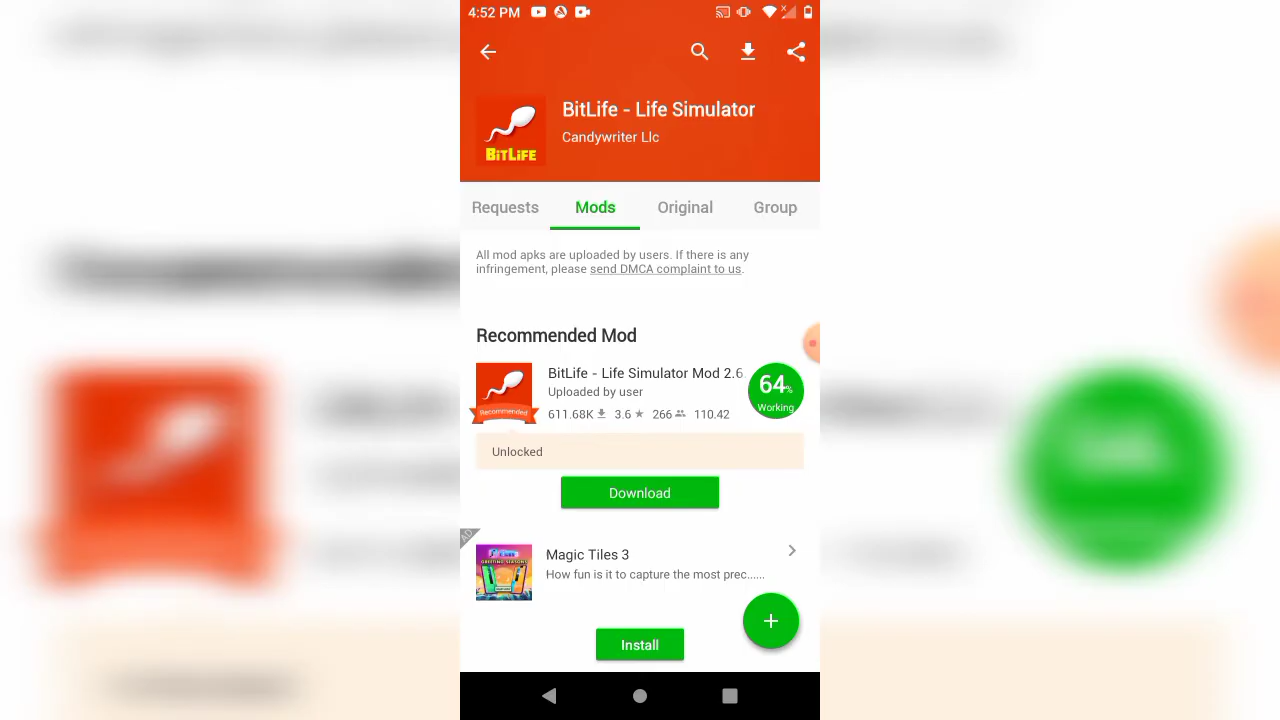 4:52 PM
BitLife - Life Simulator
Candywriter Llc
BITLIFE
Requests Mods Original Group
All mod apks are uploaded by users. If there is any
infringement, please send DMCA complaint to us.
Recommended Mod
BitLife - Life Simulator Mod 2.6
Uploaded by user
Recommended
611.68K 3.6 266 110.42
64%
Working
Unlocked
Download
AD
Magic Tiles 3
How fun is it to capture the most prec......
Install